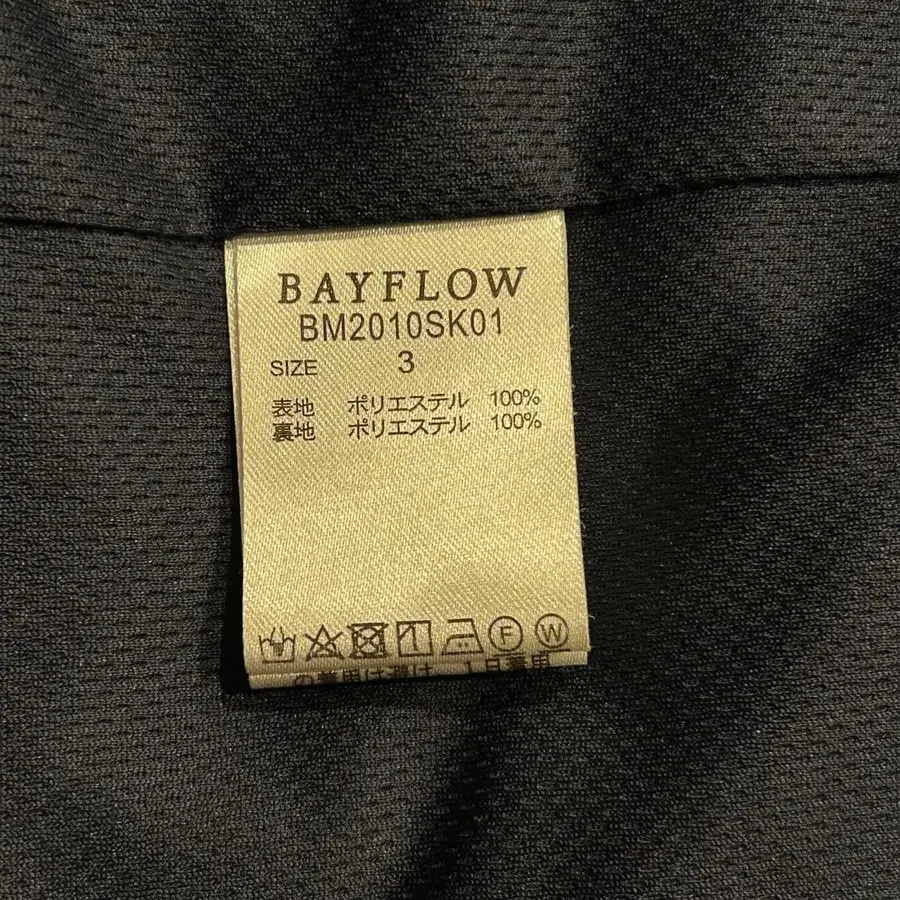 BAYFLOW
BM2010SK01
SIZE 3
表地 ポリエステル 100%
裏地 ポリエステル 100%
F W